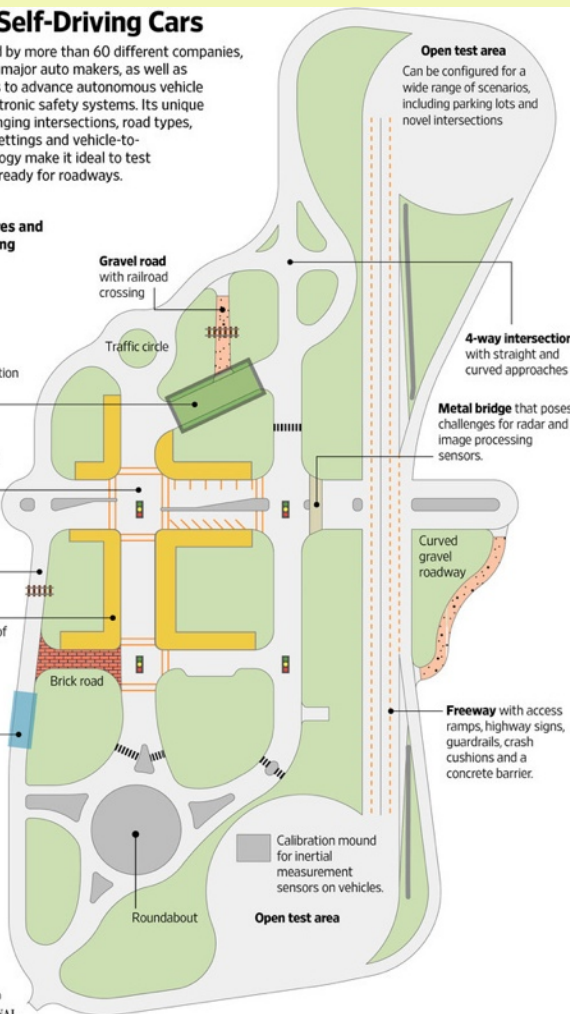 Self-Driving Cars
by more than 60 different companies,
major auto makers, as well as
to advance autonomous vehicle
tronic safety systems. Its unique
nging intersections, road types,
ettings and vehicle-to-
ogy make it ideal to test
ready for roadways.
Open test area
Can be configured for a
wide range of scenarios,
including parking lots and
novel intersections
es and
ng
Gravel road
with railroad
crossing
Traffic circle
tion
4-way intersection
with straight and
curved approaches
Metal bridge that poses
challenges for radar and
image processing
sensors.
Curved
gravel
roadway
of
Brick road
Freeway with access
ramps, highway signs,
guardrails, crash
cushions and a
concrete barrier.
Calibration mound
for inertial
measurement
sensors on vehicles.
Roundabout
Open test area